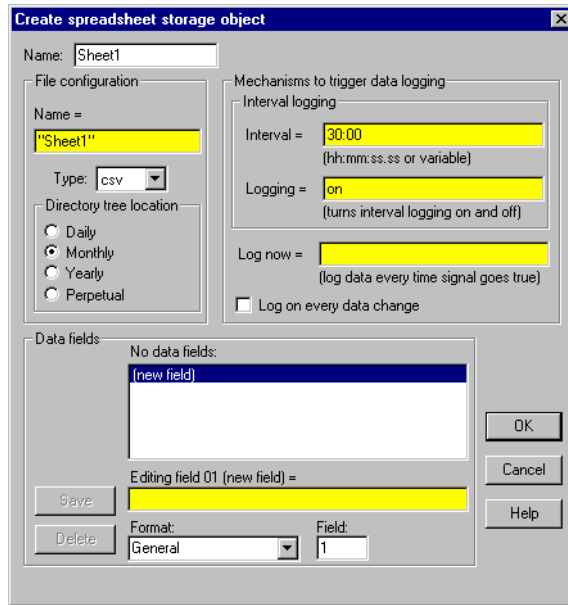 Create spreadsheet storage object
Name: Sheet1
File configuration
Name =
"Sheet1"
Type: csv
Directory tree location
Daily
Monthly
Yearly
Perpetual
Mechanisms to trigger data logging
Interval logging
Interval = 30:00
(hh:mm:ss.ss or variable)
Logging = on
(turns interval logging on and off)
Log now =
(log data every time signal goes true)
Log on every data change
Data fields
No data fields:
(new field)
Editing field 01 (new field) =
Save
Delete
Format: Field:
General 1
OK
Cancel
Help